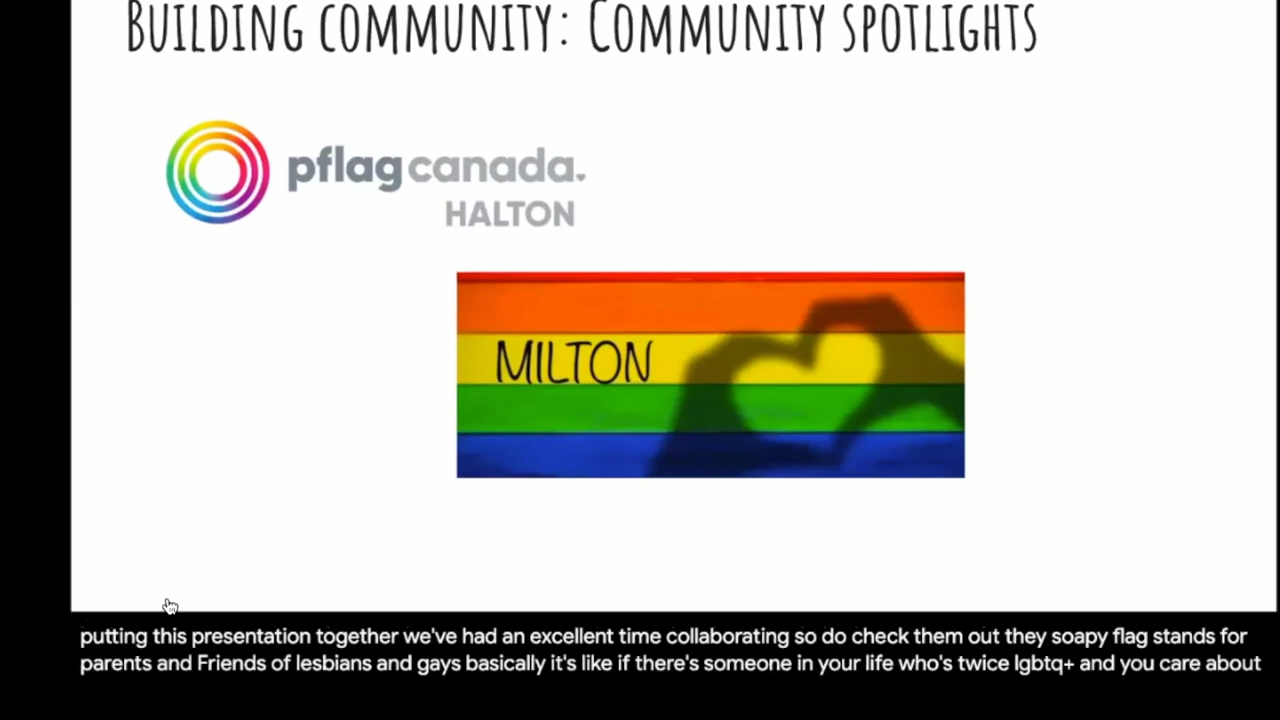 Building community: Community spotlights
pflag canada.
HALTON
MILTON
putting this presentation together we've had an excellent time collaborating so do check them out they soapy flag stands for
parents and Friends of lesbians and gays basically it's like if there's someone in your life who's twice lgbtq+ and you care about